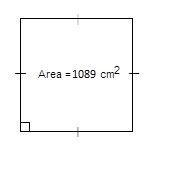 Area = 1089 cm²